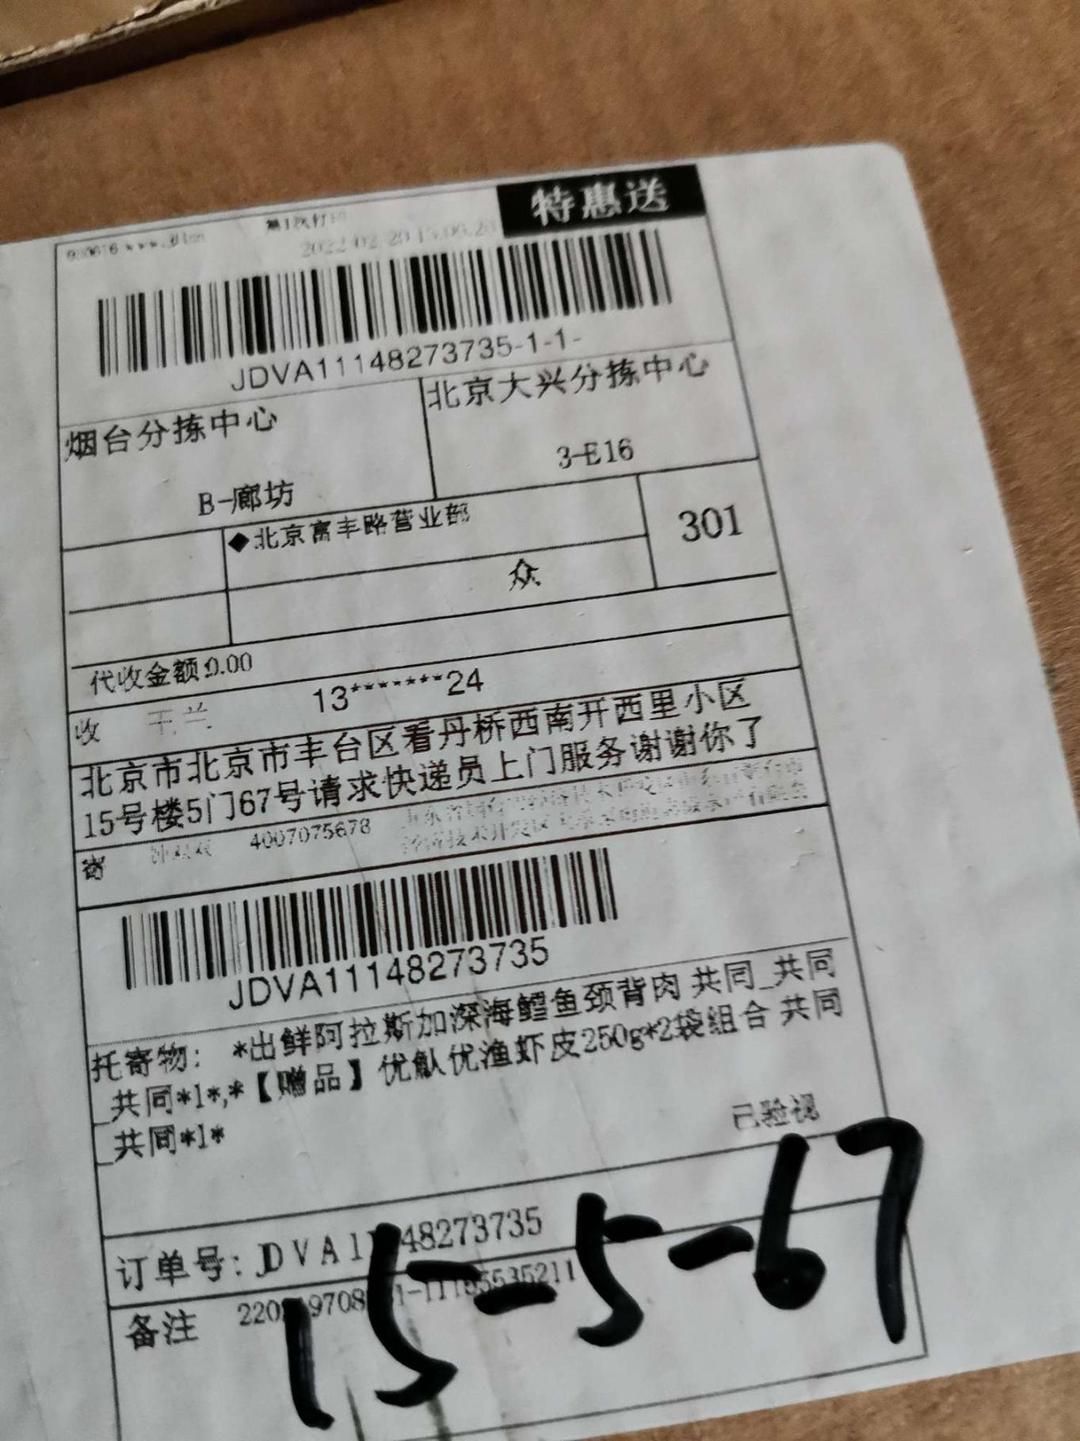 特惠送
第1次打印
JDVA11148273735-1-1-
烟台分拣中心
北京大兴分拣中心
B-廊坊
3-E16
◆北京富丰路营业部
301
众
代收金额:0.00
收
13*******24
北京市北京市丰台区看丹桥西南开西里小区
15号楼5门67号请求快递员上门服务谢谢你了
寄
4007075678
JDVA11148273735
托寄物: *出鲜阿拉斯加深海鳕鱼颈背肉 共同_共同
_共同*1*,*【赠品】优觚优渔虾皮250g*2袋组合 共同
_共同*1*
已验视
订单号: JDVA11148273735
备注
15-5-67